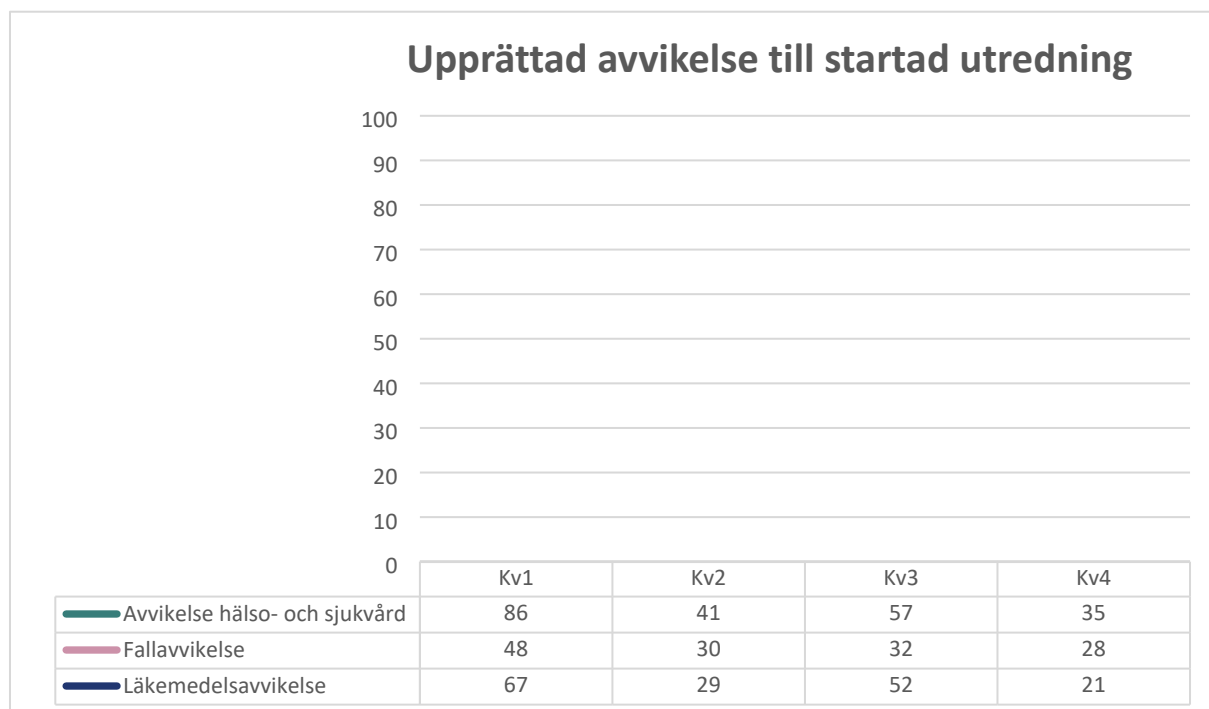 Upprättad avvikelse till startad utredning
100
90
80
70
60
50
40
30
20
10
0
Kv1 Kv2 Kv3 Kv4
Avvikelse hälso- och sjukvård 86 41 57 35
Fallavvikelse 48 30 32 28
Läkemedelsavvikelse 67 29 52 21